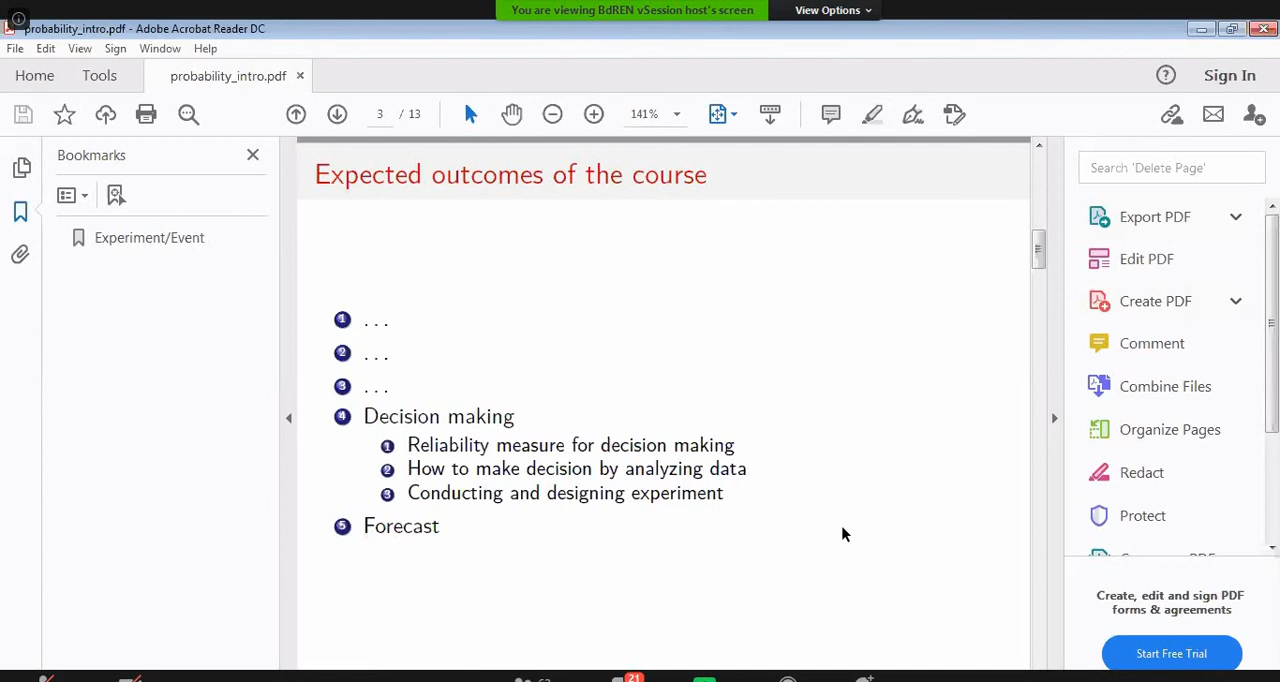 You are viewing BdREN vSession host's screen
View Options
probability_intro.pdf - Adobe Acrobat Reader DC
File Edit View Sign Window Help
Home Tools probability_intro.pdf × Sign In
3 / 13 141%
Bookmarks
Experiment/Event
Expected outcomes of the course
1 ...
2 ...
3 ...
4 Decision making
1 Reliability measure for decision making
2 How to make decision by analyzing data
3 Conducting and designing experiment
5 Forecast
Search 'Delete Page'
Export PDF
Edit PDF
Create PDF
Comment
Combine Files
Organize Pages
Redact
Protect
Create, edit and sign PDF
forms & agreements
Start Free Trial
21